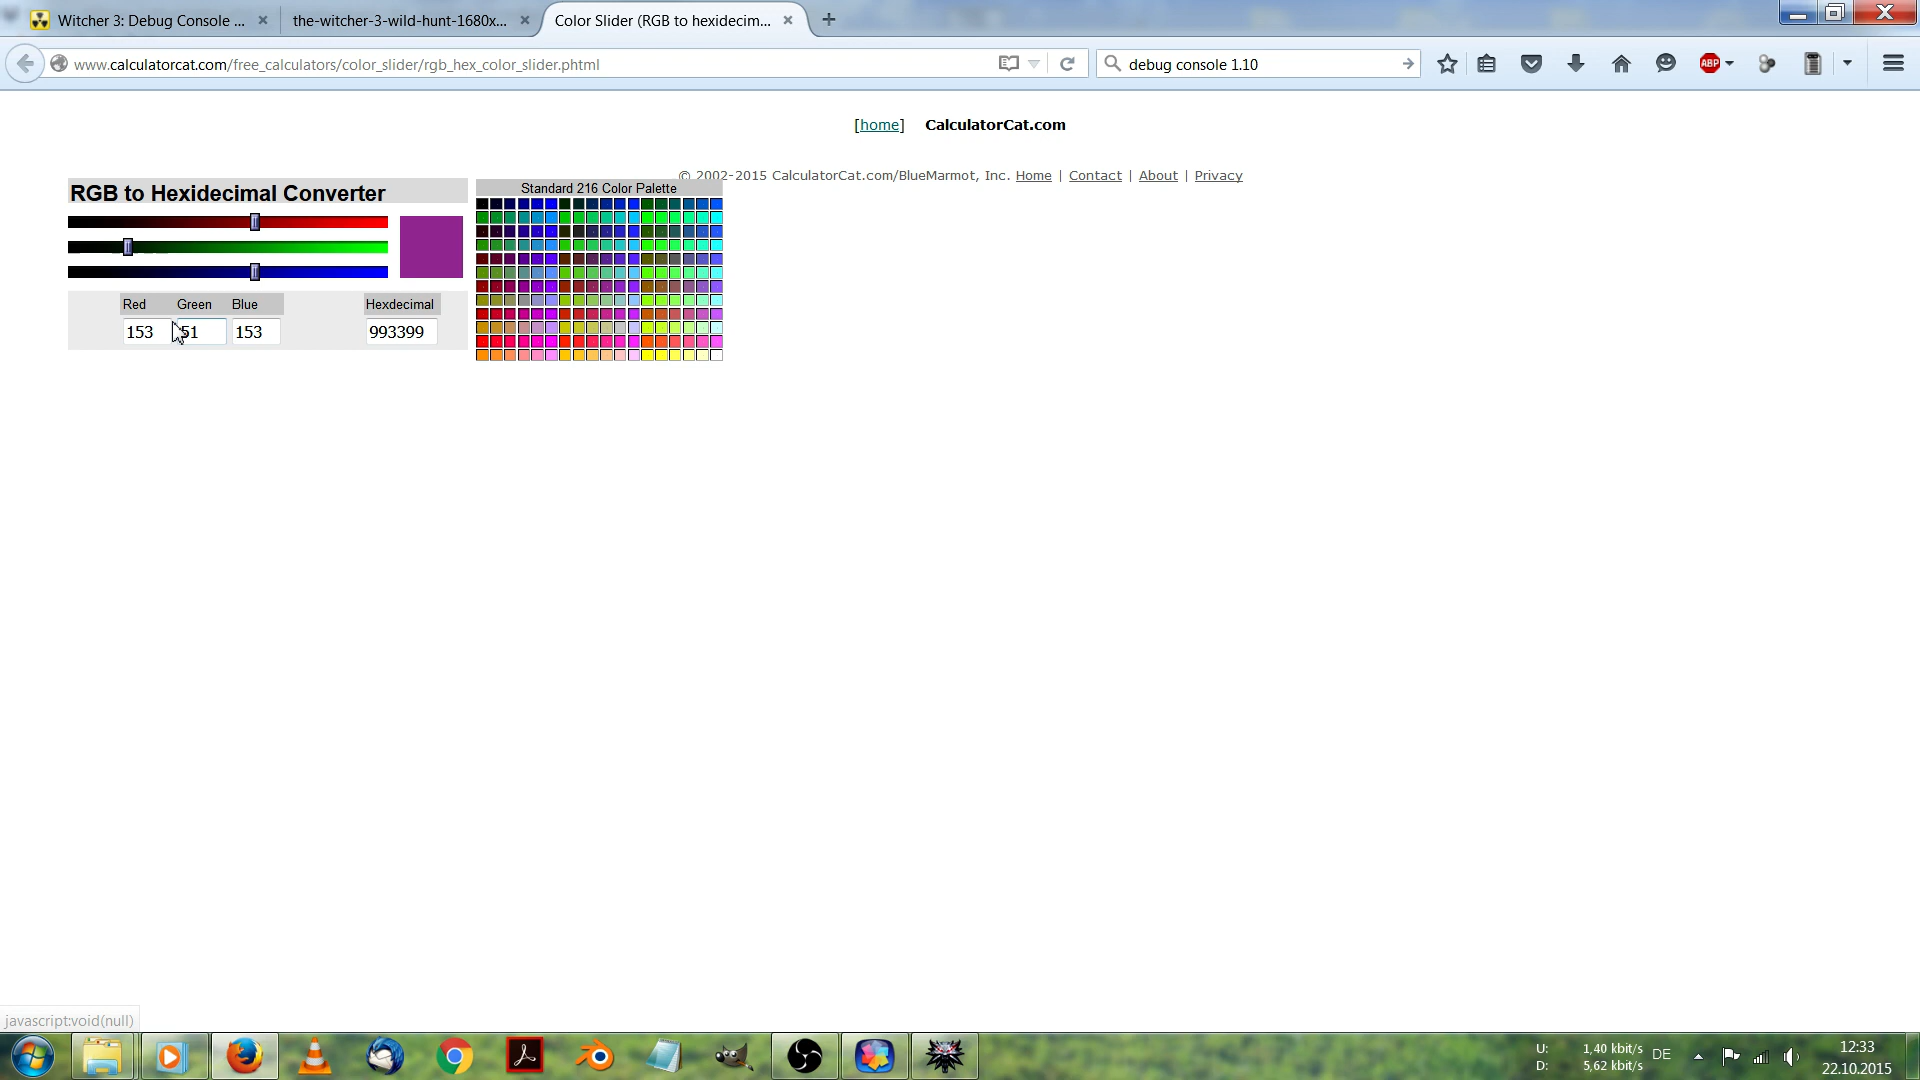 Witcher 3: Debug Console ...
the-witcher-3-wild-hunt-1680x...
Color Slider (RGB to hexidecim...
www.calculatorcat.com/free_calculators/color_slider/rgb_hex_color_slider.phtml
debug console 1.10
ABP
[home] CalculatorCat.com
© 2002-2015 CalculatorCat.com/BlueMarmot, Inc. Home | Contact | About | Privacy
RGB to Hexidecimal Converter
Standard 216 Color Palette
Red Green Blue Hexdecimal
153 51 153 993399
javascript:void(null)
U: 1,40 kbit/s
D: 5,62 kbit/s
DE
12:33
22.10.2015